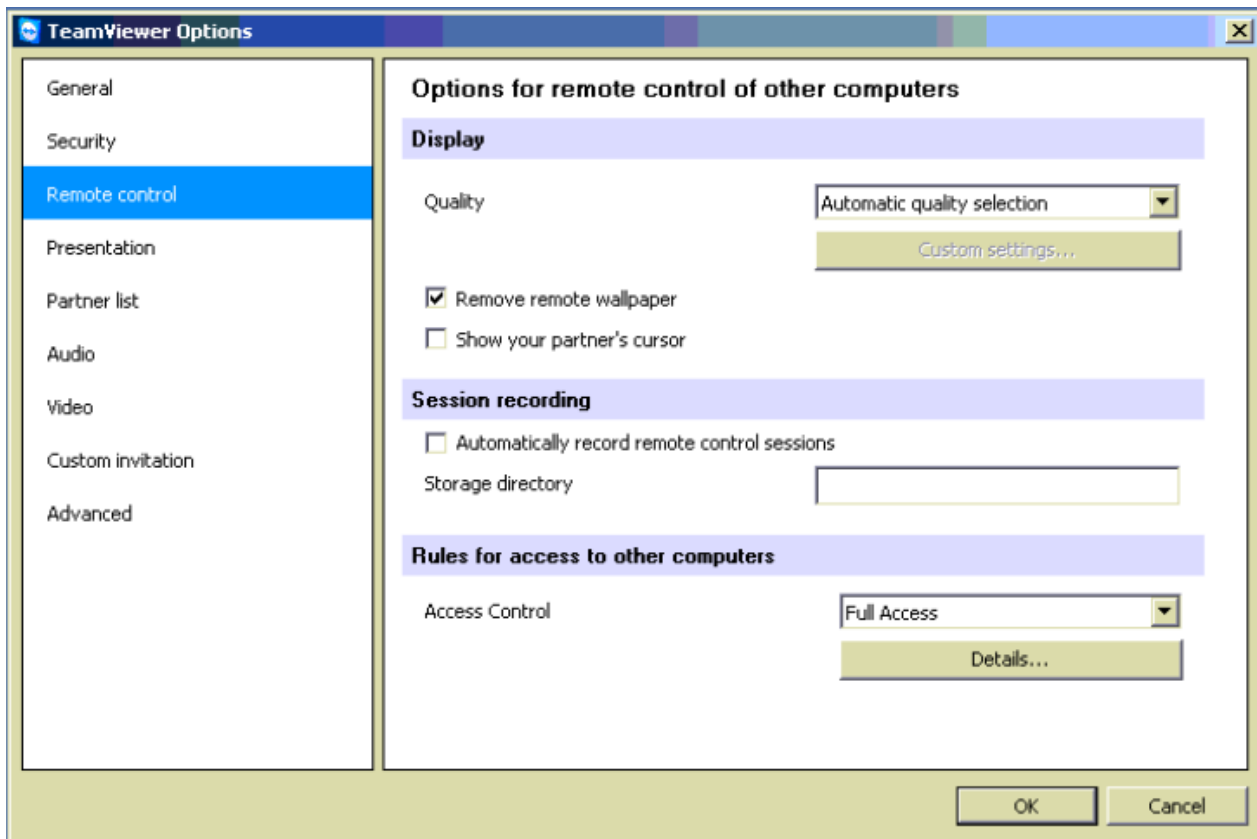 TeamViewer Options
General
Security
Remote control
Presentation
Partner list
Audio
Video
Custom invitation
Advanced
Options for remote control of other computers
Display
Quality
Automatic quality selection
Custom settings...
Remove remote wallpaper
Show your partner's cursor
Session recording
Automatically record remote control sessions
Storage directory
Rules for access to other computers
Access Control
Full Access
Details...
OK
Cancel